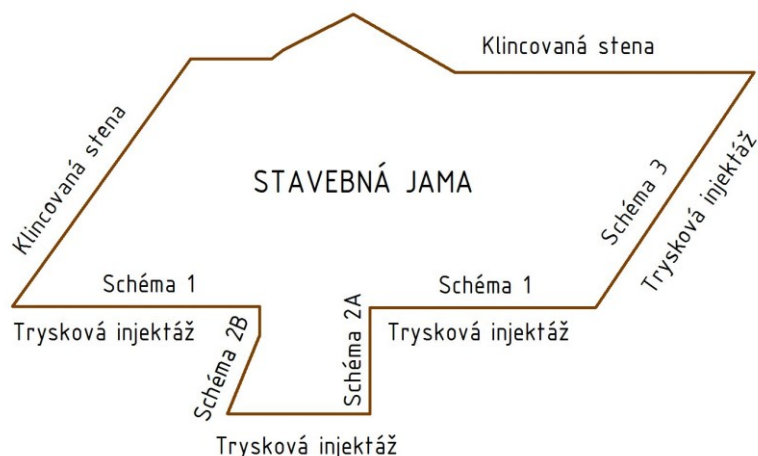 Klincovaná stena
Klincovaná stena
STAVEBNÁ JAMA
Schéma 3
Trysková injektáž
Schéma 1
Schéma 2A
Schéma 1
Trysková injektáž
Schéma 2B
Trysková injektáž
Trysková injektáž